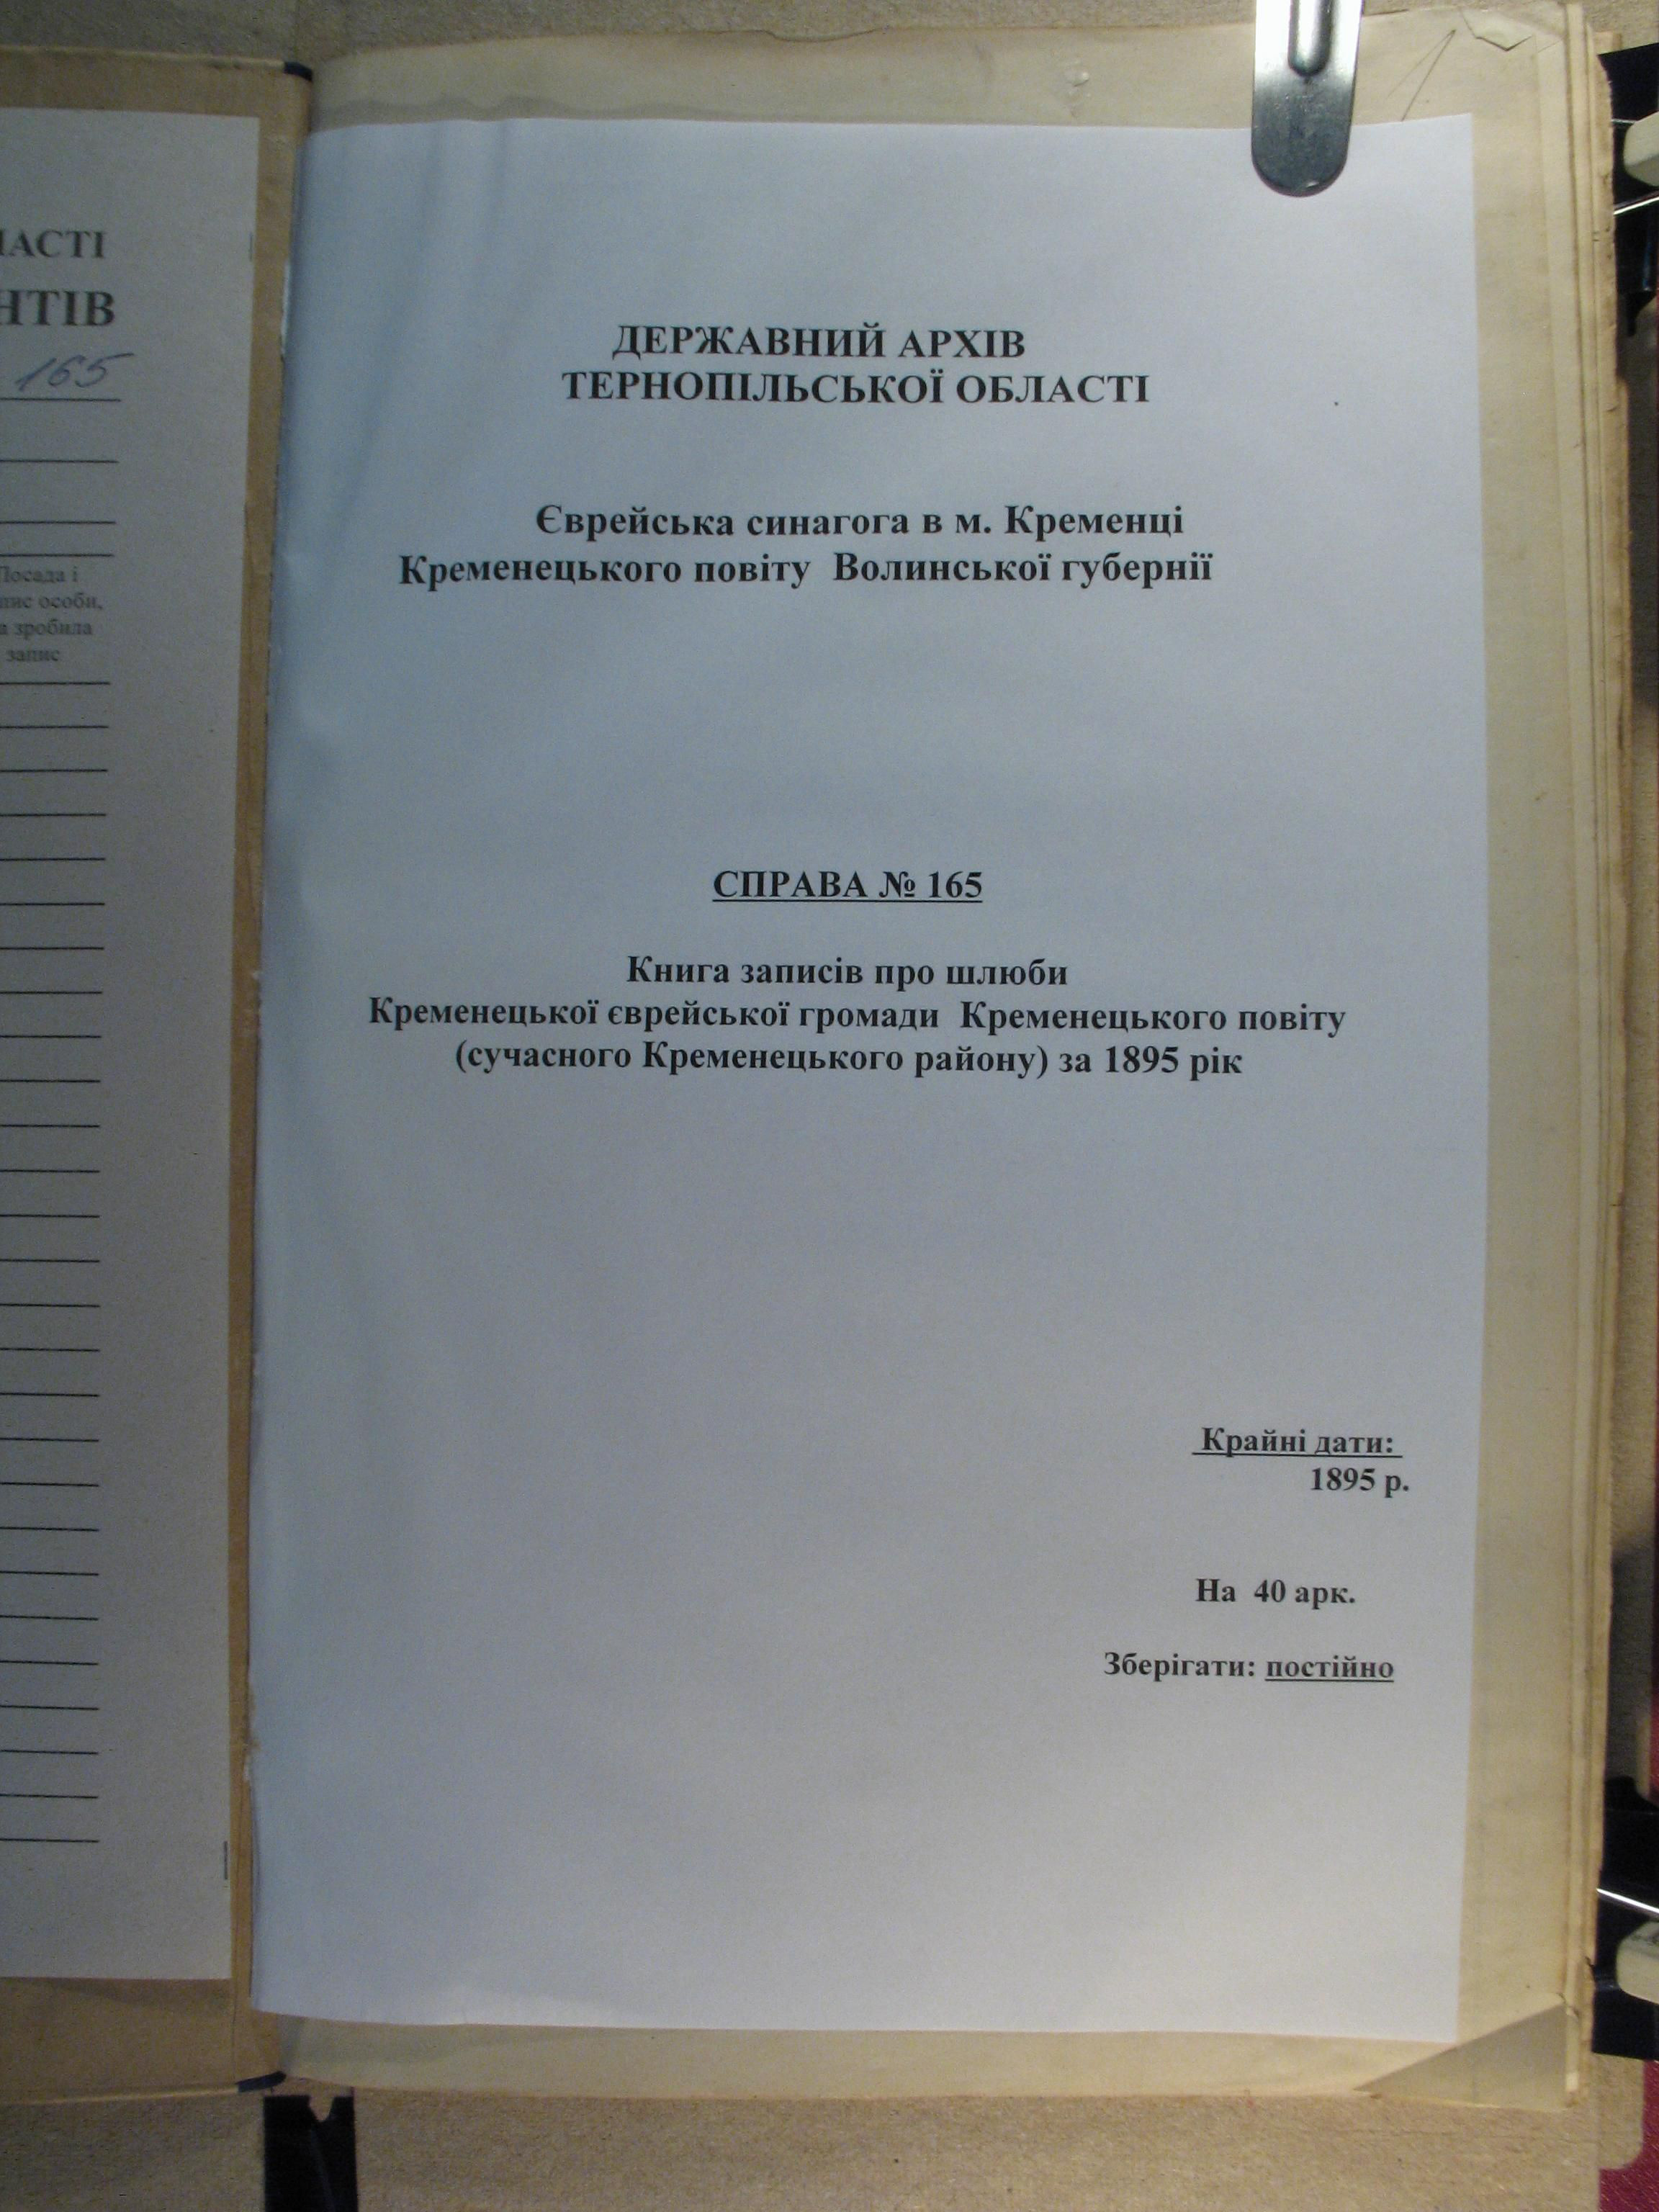 ЛАСТІ
НТІВ
165
Посада і
пис особи,
а зробила
запис
ДЕРЖАВНИЙ АРХІВ
ТЕРНОПІЛЬСЬКОЇ ОБЛАСТІ
Єврейська синагога в м. Кременці
Кременецького повіту Волинської губернії
СПРАВА № 165
Книга записів про шлюби
Кременецької єврейської громади Кременецького повіту
(сучасного Кременецького району) за 1895 рік
Крайні дати:
1895 р.
На 40 арк.
Зберігати: постійно